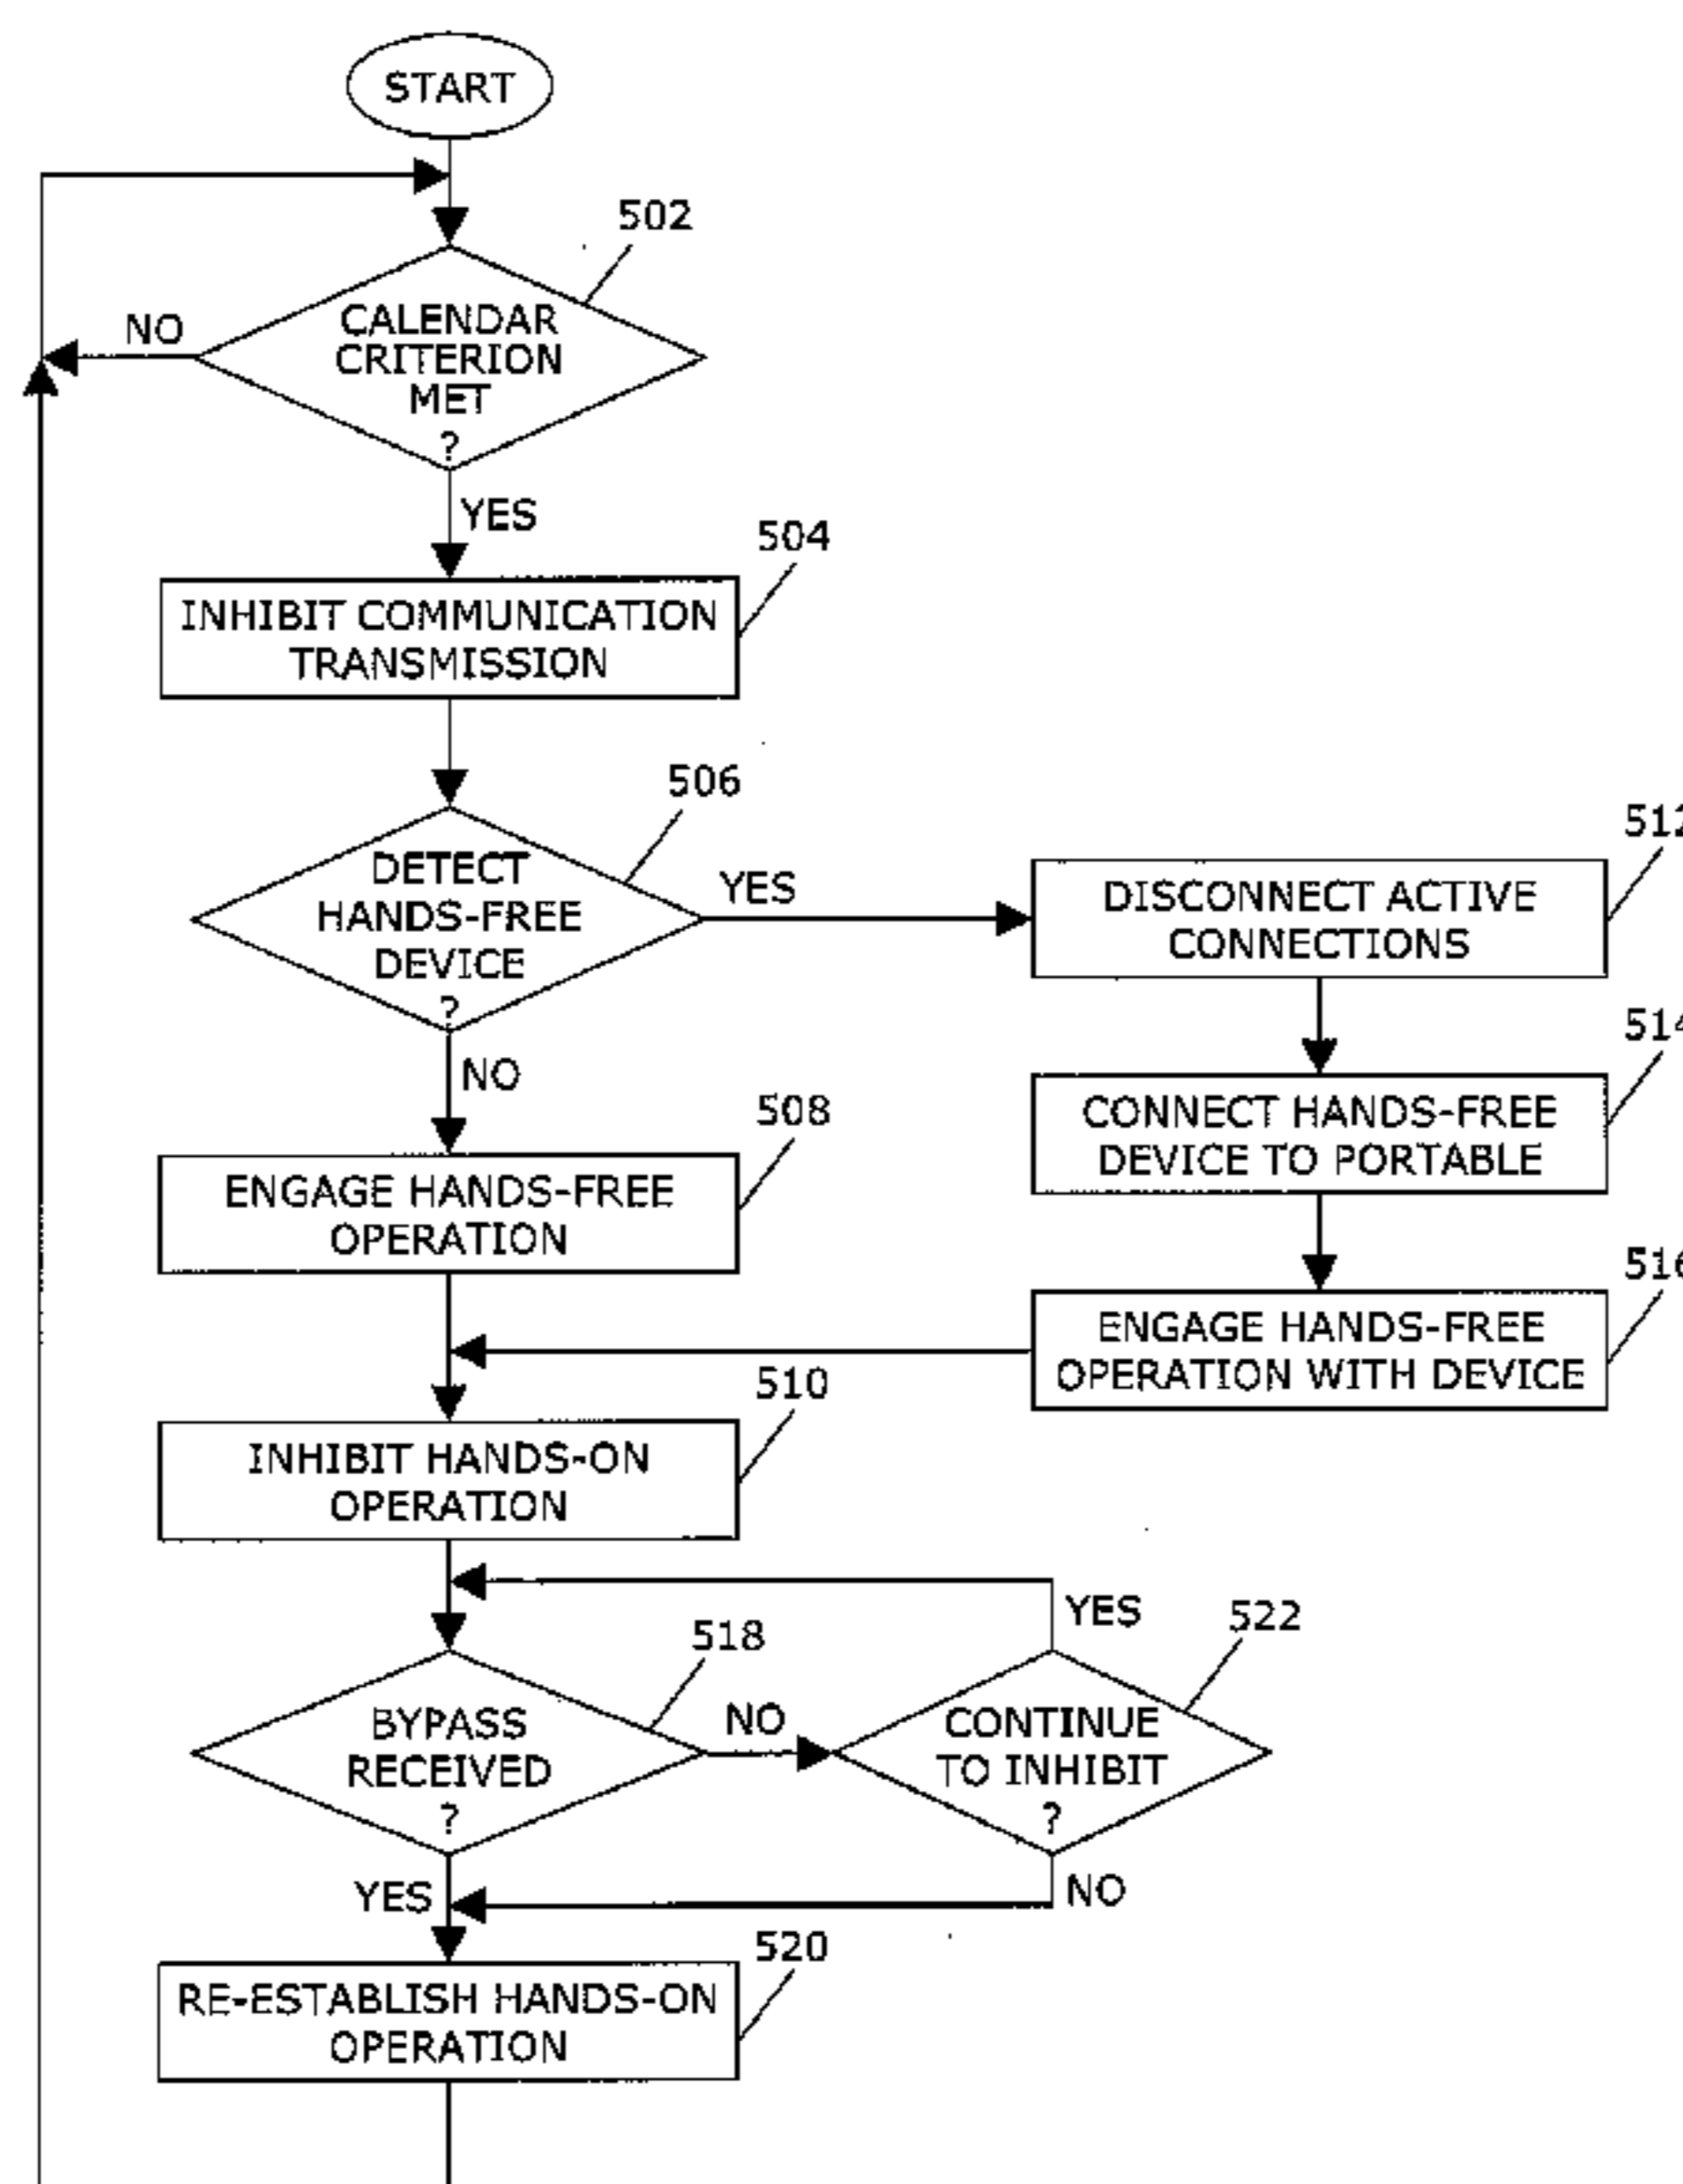 START
502
CALENDAR
CRITERION
MET
?
NO
YES
504
INHIBIT COMMUNICATION
TRANSMISSION
506
DETECT
HANDS-FREE
DEVICE
?
YES
512
DISCONNECT ACTIVE
CONNECTIONS
514
CONNECT HANDS-FREE
DEVICE TO PORTABLE
516
ENGAGE HANDS-FREE
OPERATION WITH DEVICE
NO
508
ENGAGE HANDS-FREE
OPERATION
510
INHIBIT HANDS-ON
OPERATION
518
BYPASS
RECEIVED
?
NO
YES
522
CONTINUE
TO INHIBIT
?
NO
YES
520
RE-ESTABLISH HANDS-ON
OPERATION